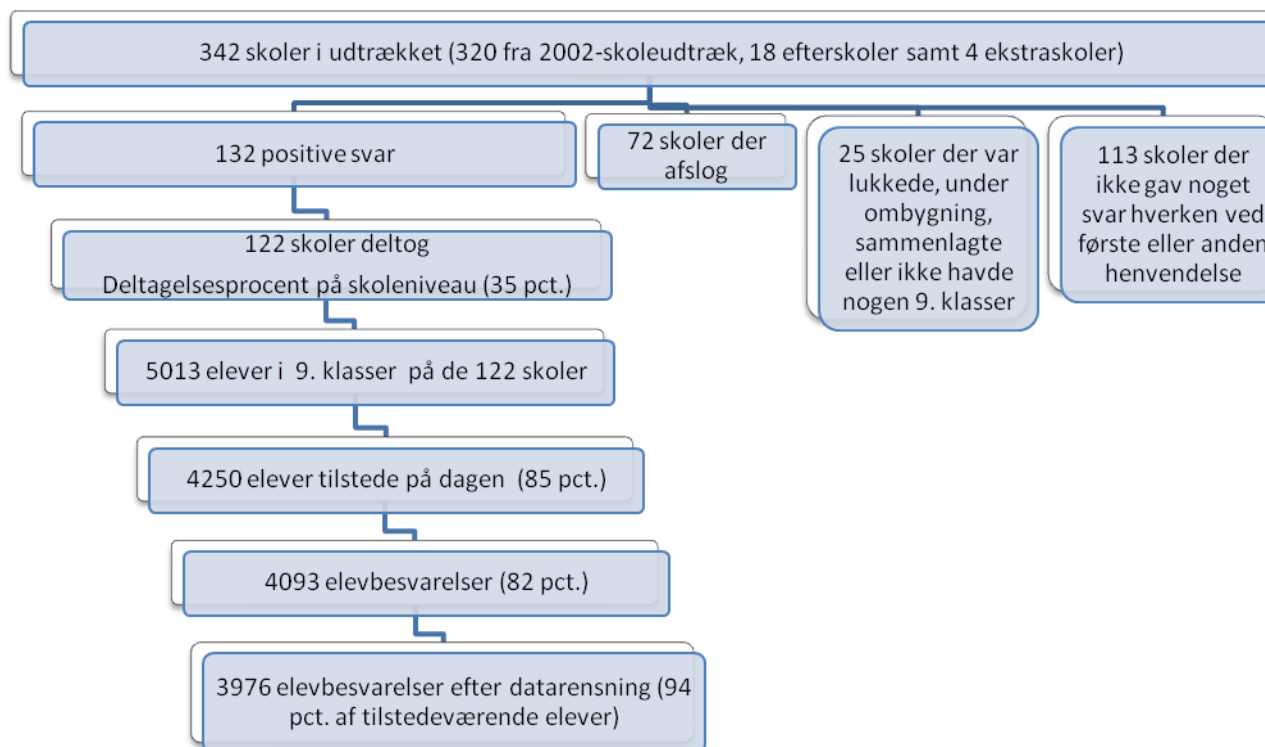 342 skoler i udtrækket (320 fra 2002-skoleudtræk, 18 efterskoler samt 4 ekstraskoler)
132 positive svar
72 skoler der
afslog
25 skoler der var
lukkede, under
ombygning,
sammenlagte
eller ikke havde
nogen 9. klasser
113 skoler der
ikke gav noget
svar hverken ved
første eller anden
henvendelse
122 skoler deltog
Deltagelsesprocent på skoleniveau (35 pct.)
5013 elever i 9. klasser på de 122 skoler
4250 elever tilstede på dagen (85 pct.)
4093 elevbesvarelser (82 pct.)
3976 elevbesvarelser efter datarensning (94
pct. af tilstedeværende elever)